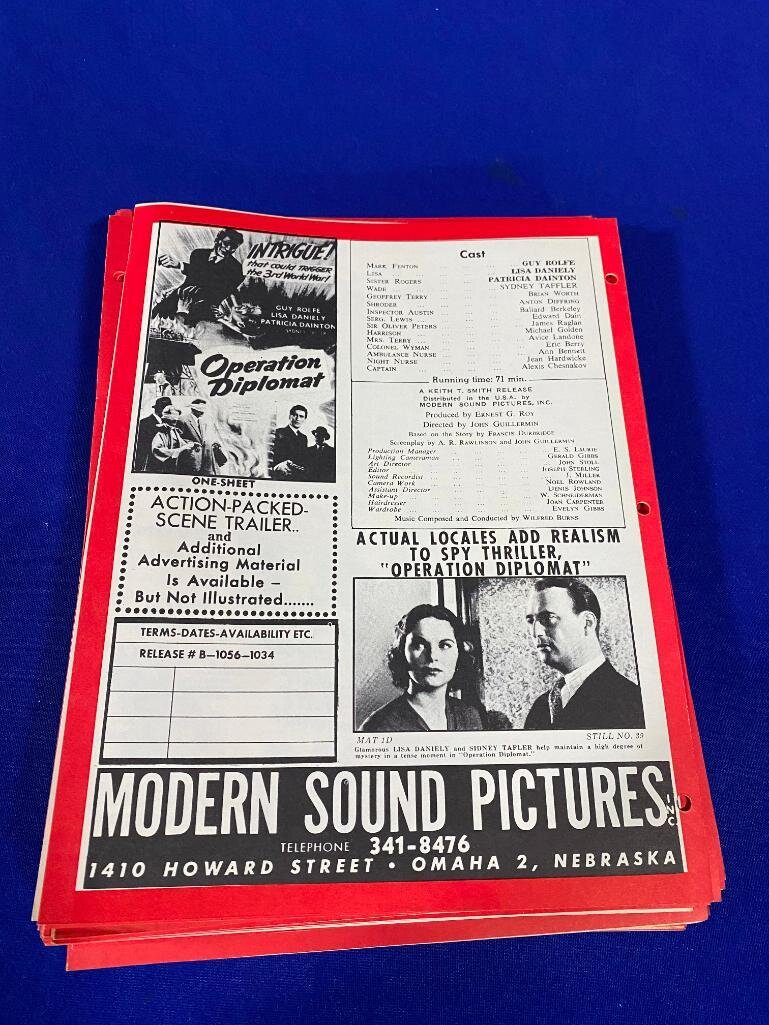 INTRIGUE!
that could TRIGGER
the 3rd World War!
GUY ROLFE
LISA DANIELY
PATRICIA DAINTON
Operation
Diplomat
ONE-SHEET
ACTION-PACKED-
SCENE TRAILER..
and
Additional
Advertising Material
Is Available –
But Not Illustrated.......
TERMS-DATES-AVAILABILITY ETC.
RELEASE # B–1056–1034
Cast
MARK FENTON ... GUY ROLFE
LISA ... LISA DANIELY
SISTER ROGERS ... PATRICIA DAINTON
WADE ... SYDNEY TAFFLER
GEOFFREY TERRY ... BRIAN WORTH
SHRODER ... ANTON DIFFRING
INSPECTOR AUSTIN ... Ballard Berkeley
SERG. LEWIS ... Edward Dain
SIR OLIVER PETERS ... James Raglan
HARRISON ... Michael Golden
MRS. TERRY ... Avice Landone
COLONEL WYMAN ... Eric Berry
AMBULANCE NURSE ... Ann Bennett
NIGHT NURSE ... Jean Hardwicke
CAPTAIN ... Alexis Chesnakov
Running time: 71 min.
A KEITH T. SMITH RELEASE
Distributed in the U.S.A. by
MODERN SOUND PICTURES, INC.
Produced by ERNEST G. ROY
Directed by JOHN GUILLERMIN
Based on the Story by FRANCIS DURBRIDGE
Screenplay by A. R. RAWLINSON and JOHN GUILLERMIN
Production Manager ... E. S. LAURIE
Lighting Cameraman ... GERALD GIBBS
Art Director ... JOHN STOLL
Editor ... JOSEPH STERLING
Sound Recordist ... J. MILLER
Camera Work ... NOEL ROWLAND
Assistant Director ... DENIS JOHNSON
Make-up ... W. SCHNEIDERMAN
Hairdresser ... JOAN CARPENTER
Wardrobe ... EVELYN GIBBS
Music Composed and Conducted by WILFRED BURNS
ACTUAL LOCALES ADD REALISM
TO SPY THRILLER,
"OPERATION DIPLOMAT"
MAT 1D STILL NO. 39
Glamorous LISA DANIELY and SIDNEY TAFLER help maintain a high degree of
mystery in a tense moment in "Operation Diplomat."
MODERN SOUND PICTURES, INC.
TELEPHONE 341-8476
1410 HOWARD STREET • OMAHA 2, NEBRASKA